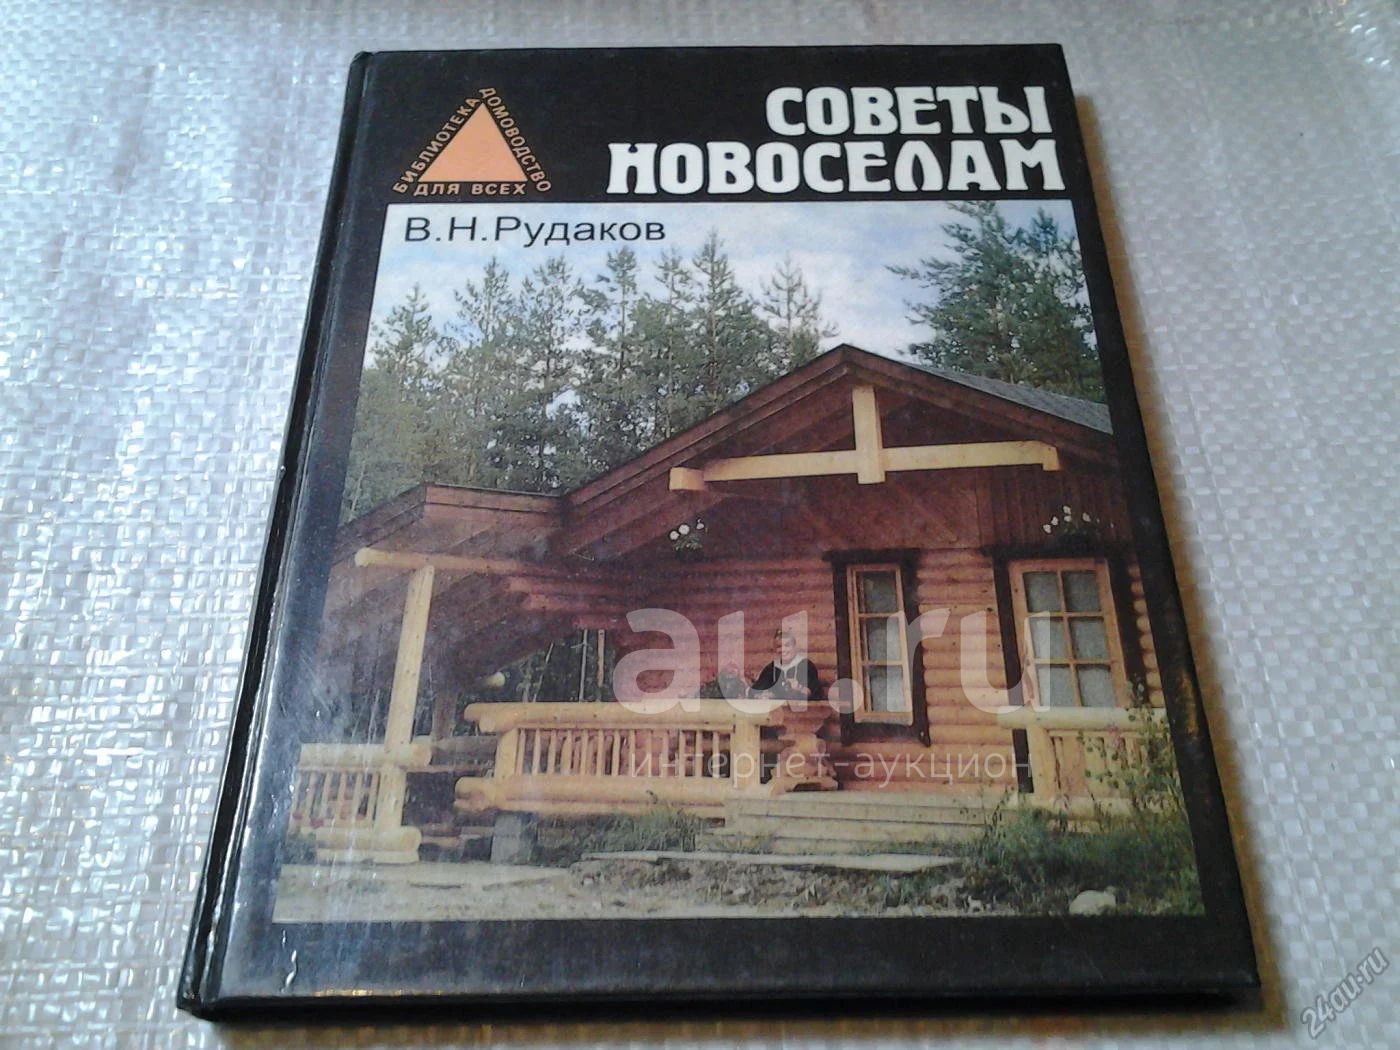 БИБЛИОТЕКА
ДОМОВОДСТВО
ДЛЯ ВСЕХ
СОВЕТЫ
НОВОСЕЛАМ
В.Н.Рудаков
au.ru
интернет-аукцион
24au.ru